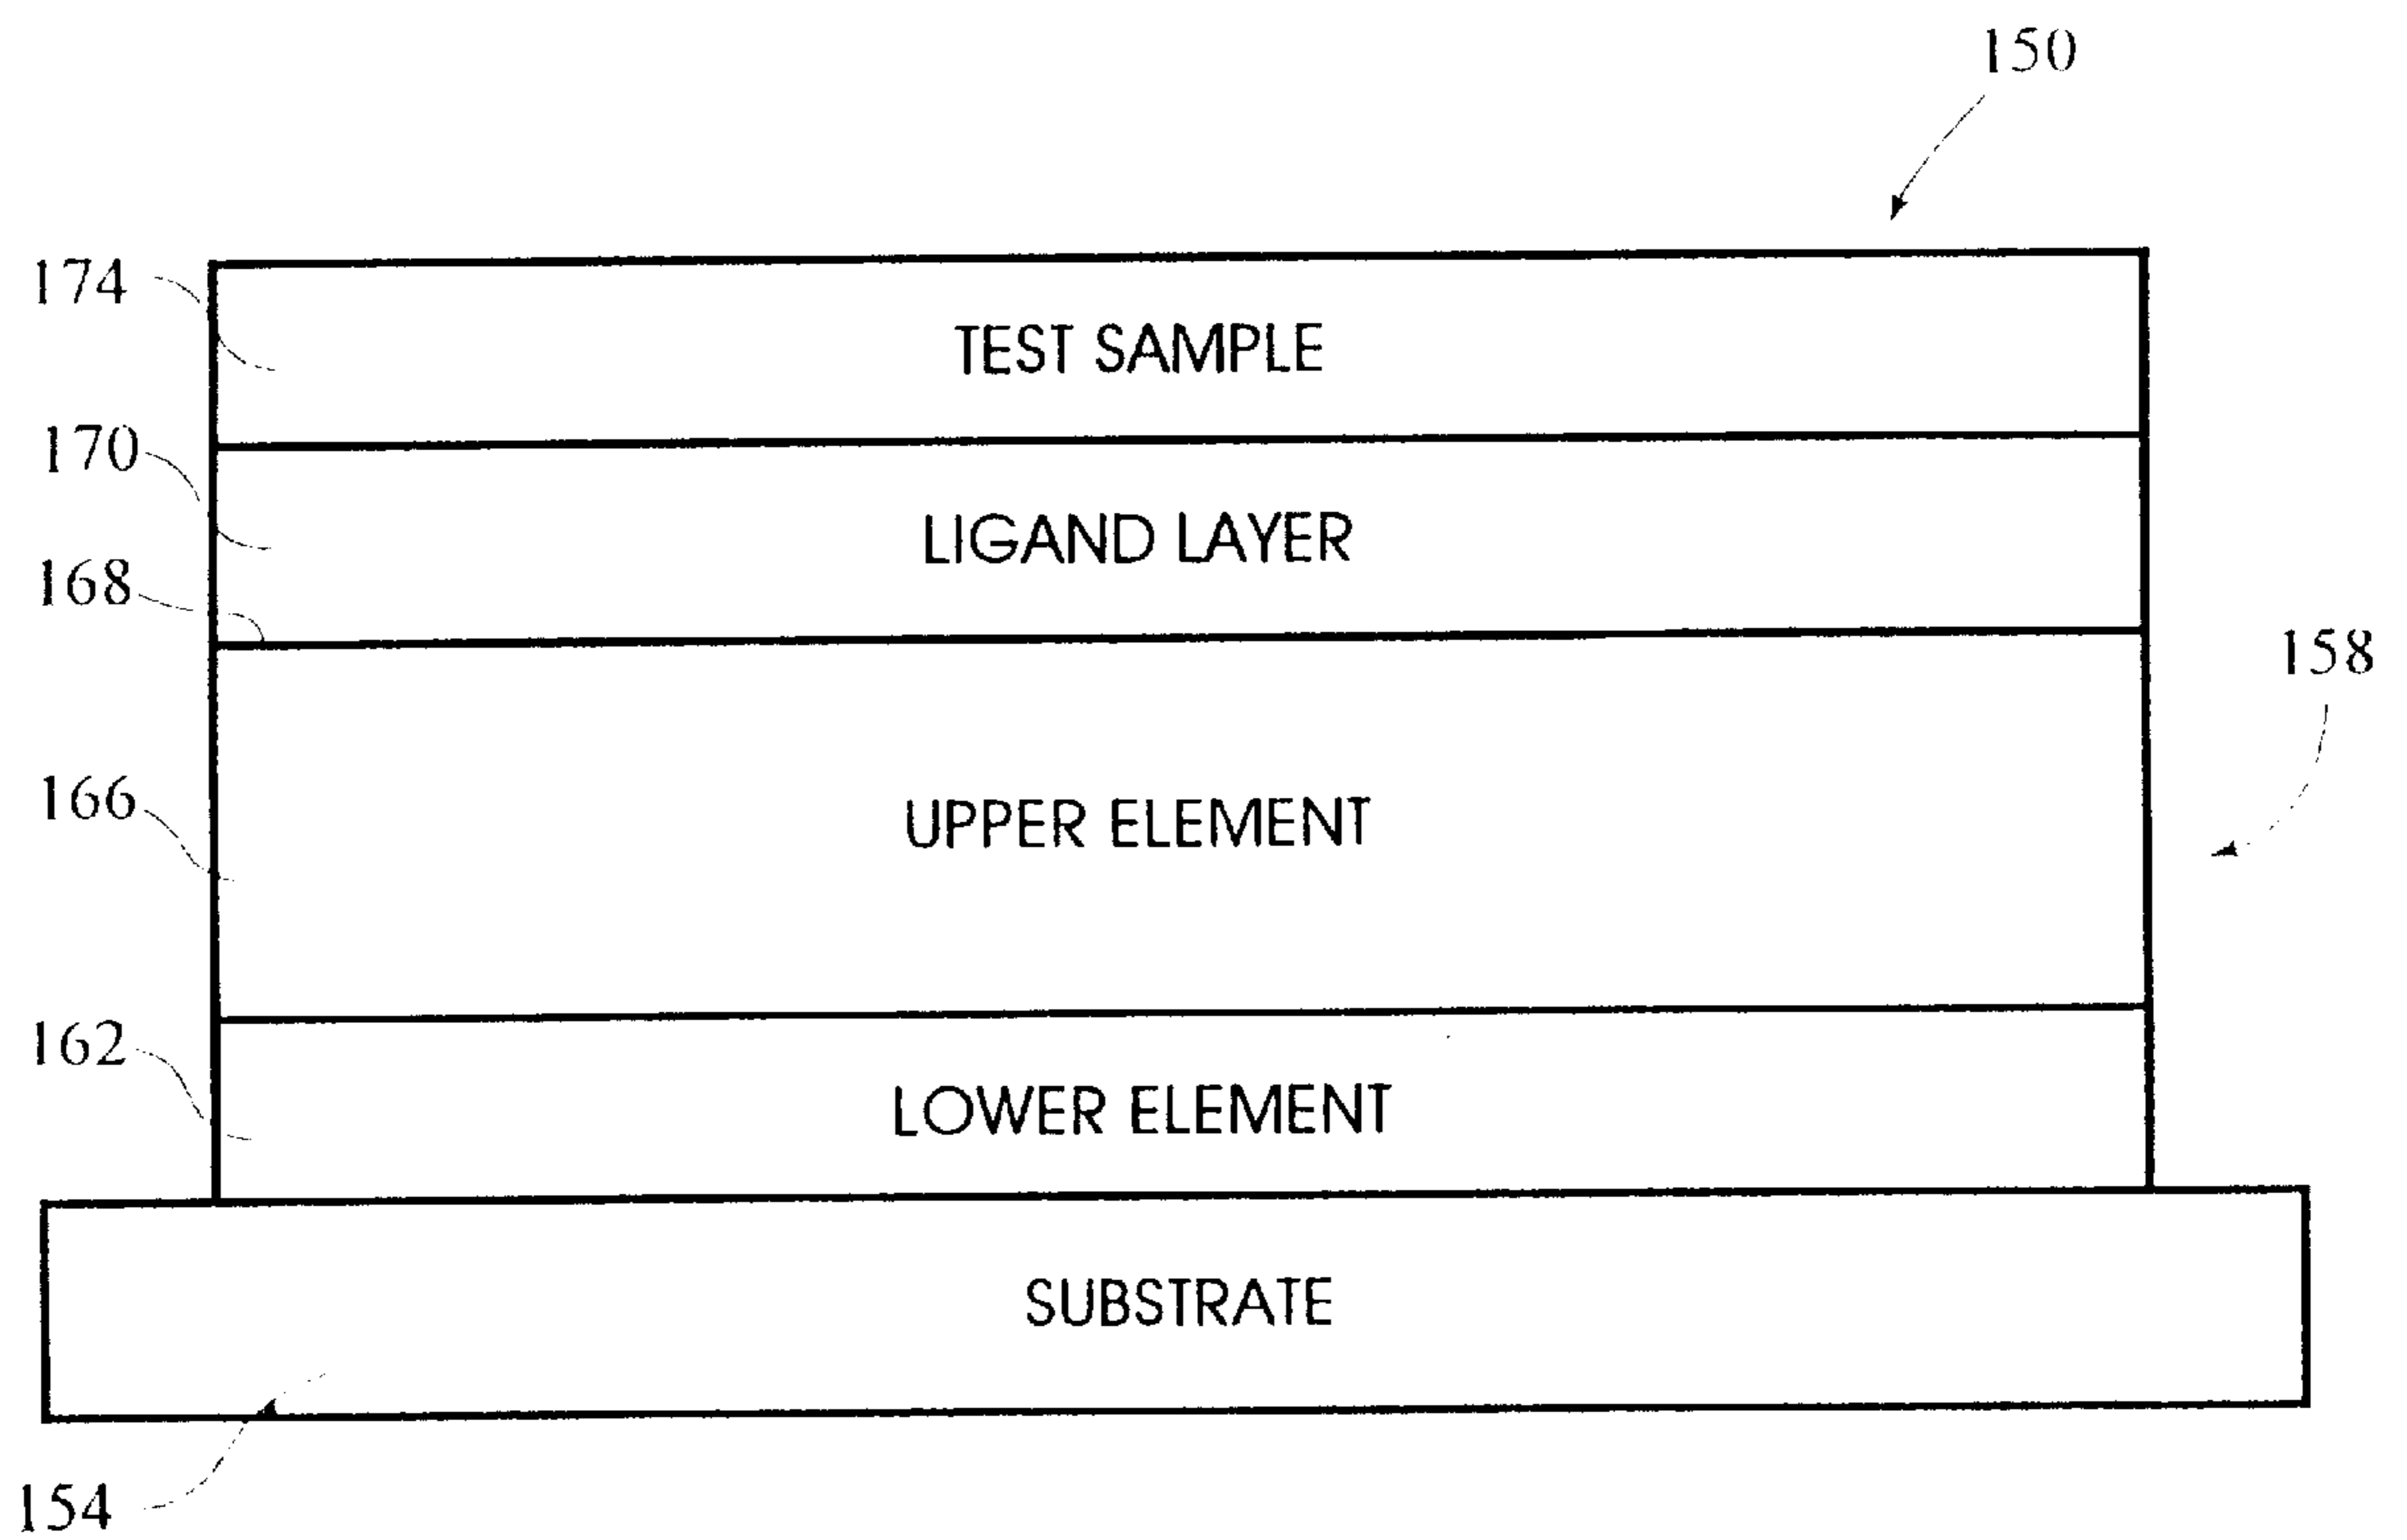 150
174
TEST SAMPLE
170
LIGAND LAYER
168
158
166
UPPER ELEMENT
162
LOWER ELEMENT
SUBSTRATE
154